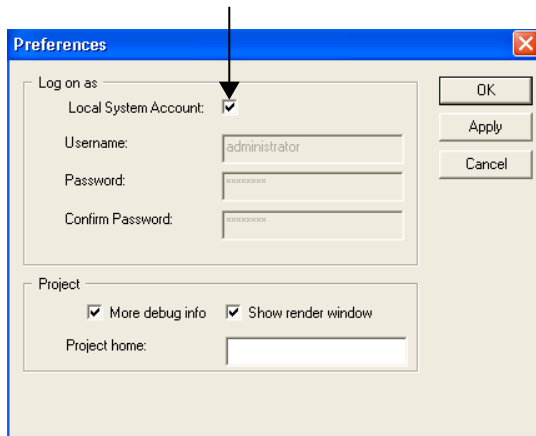 Preferences
Log on as
Local System Account:
Username:
administrator
Password:
××××××××
Confirm Password:
××××××××
OK
Apply
Cancel
Project
More debug info
Show render window
Project home: